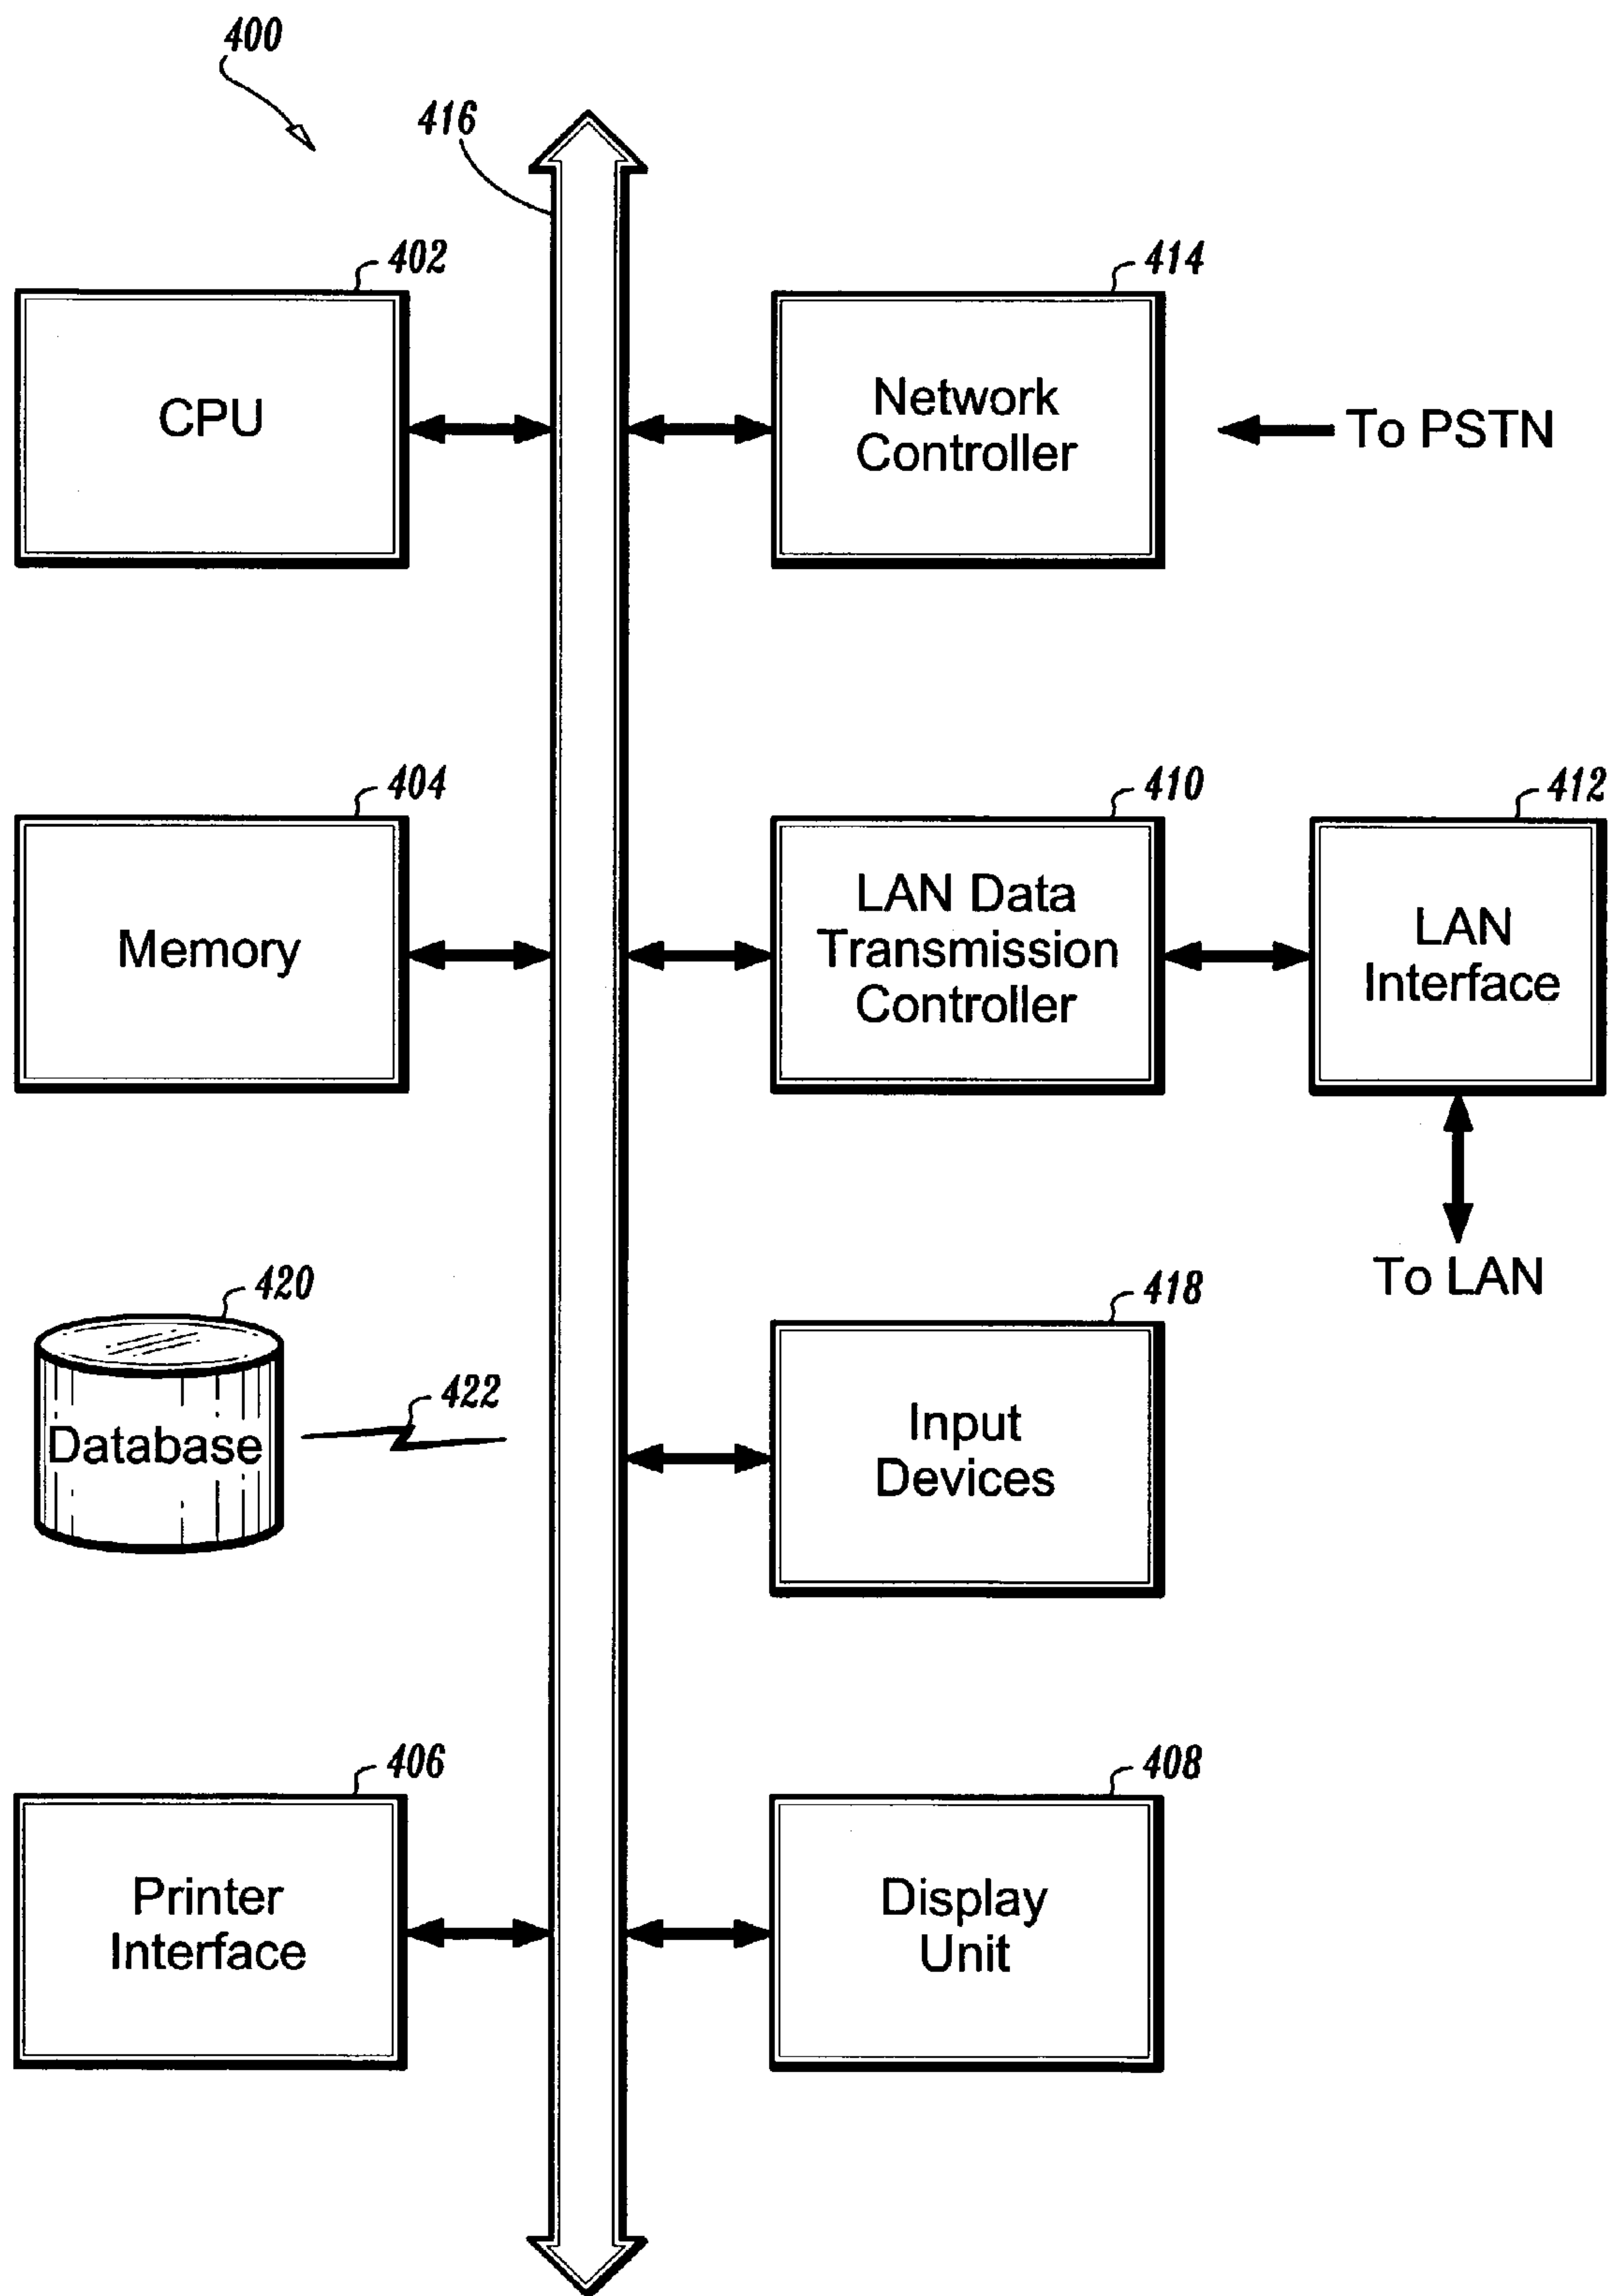 400
416
402
CPU
414
Network
Controller
To PSTN
404
Memory
410
LAN Data
Transmission
Controller
412
LAN
Interface
To LAN
420
Database
422
418
Input
Devices
406
Printer
Interface
408
Display
Unit